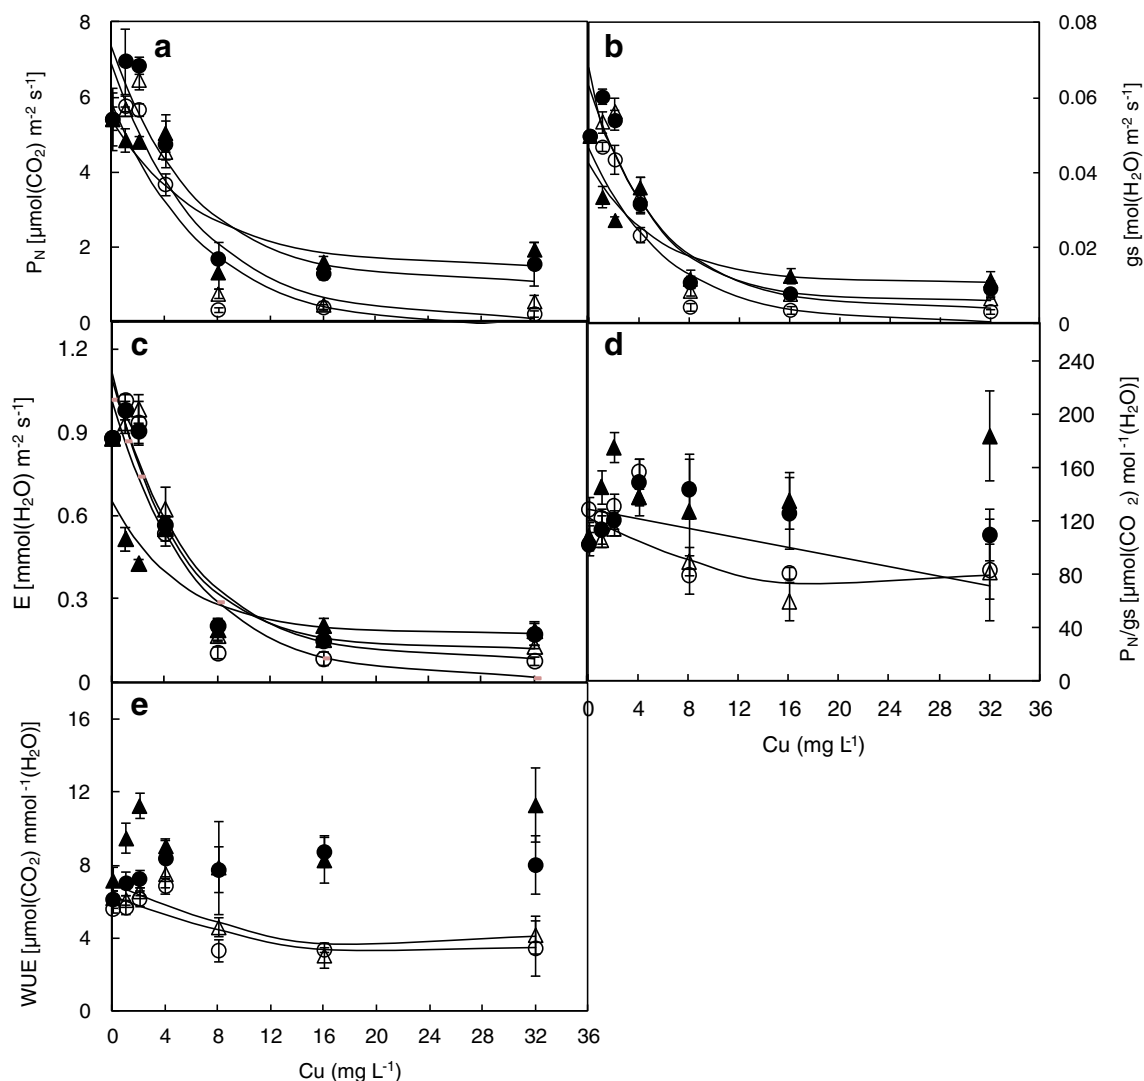 a
8
6
4
2
0
P_N [µmol(CO₂) m⁻² s⁻¹)
b
0.08
0.06
0.04
0.02
0
gs [mol(H₂O) m⁻² s⁻¹]
c
1.2
0.9
0.6
0.3
0
E [mmol(H₂O) m⁻² s⁻¹)
d
240
200
160
120
80
40
0
P_N/gs [µmol(CO ₂) mol⁻¹(H₂O)]
0 4 8 12 16 20 24 28 32 36
Cu (mg L⁻¹)
e
16
12
8
4
0
WUE [µmol(CO₂) mmol⁻¹(H₂O)]
0 4 8 12 16 20 24 28 32
Cu (mg L⁻¹)